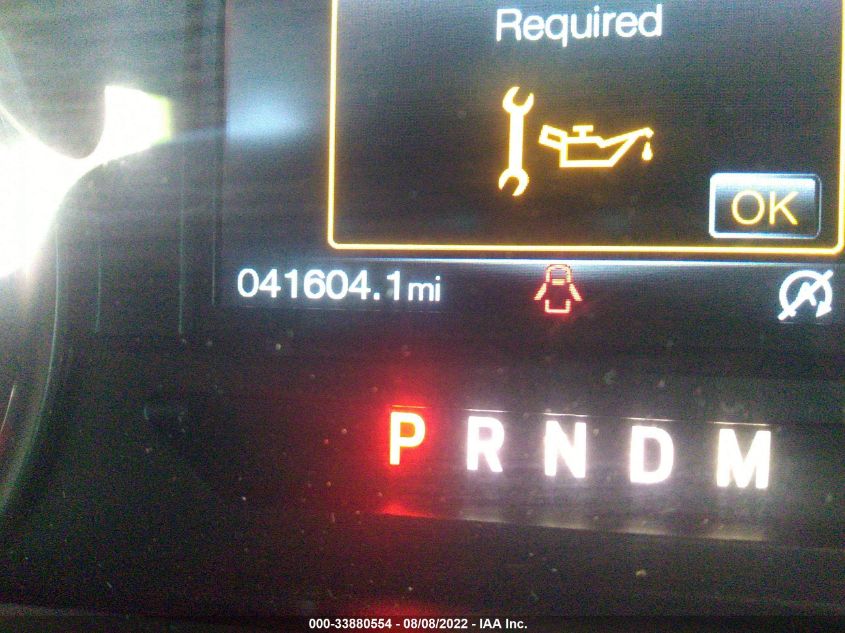 Required
OK
041604.1mi
P R N D M
000-33880554 - 08/08/2022 - IAA Inc.